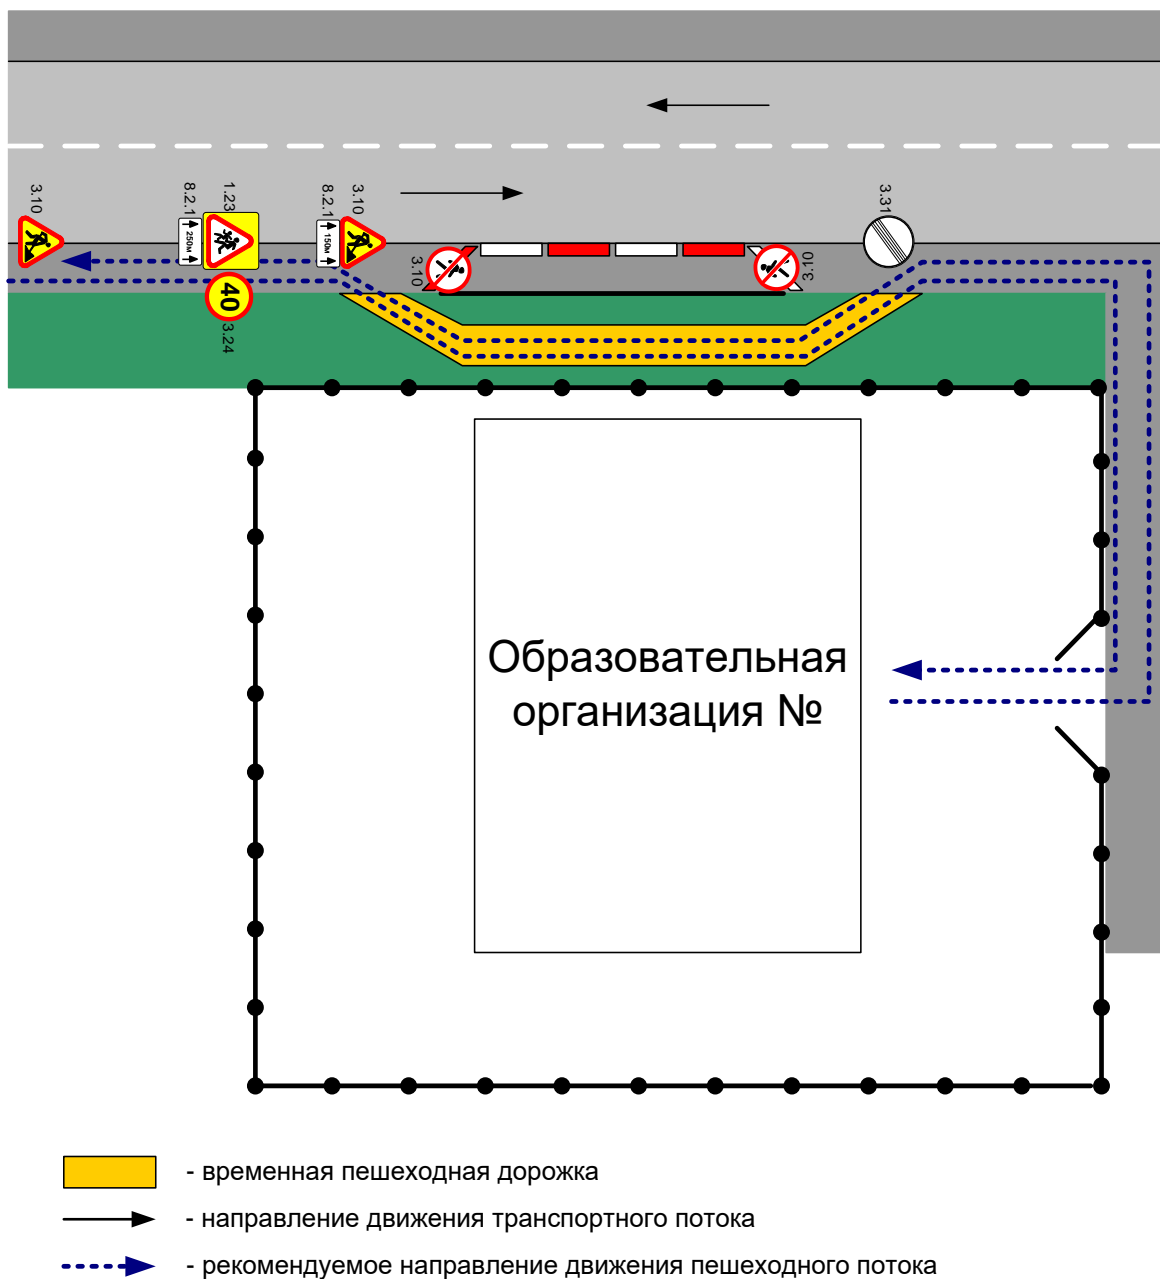 3.10
8.2.1
250м
1.23
40
3.24
8.2.1
150м
3.10
3.10
3.10
3.31
Образовательная
организация №
- временная пешеходная дорожка
- направление движения транспортного потока
- рекомендуемое направление движения пешеходного потока